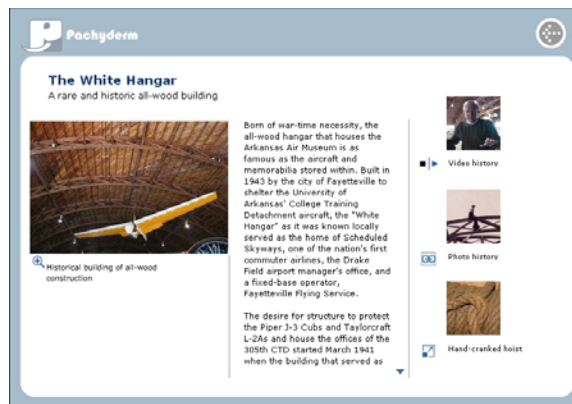 Pachyderm
The White Hangar
A rare and historic all-wood building
Historical building of all-wood
construction
Born of war-time necessity, the
all-wood hangar that houses the
Arkansas Air Museum is as
famous as the aircraft and
memorabilia stored within. Built in
1943 by the city of Fayetteville to
shelter the University of
Arkansas' College Training
Detachment aircraft, the "White
Hangar" as it was known locally
served as the home of Scheduled
Skyways, one of the nation's first
commuter airlines, the Drake
Field airport manager's office, and
a fixed-base operator,
Fayetteville Flying Service.
The desire for structure to protect
the Piper J-3 Cubs and Taylorcraft
L-2As and house the offices of the
305th CTD started March 1941
when the building that served as
Video history
Photo history
Hand-cranked hoist